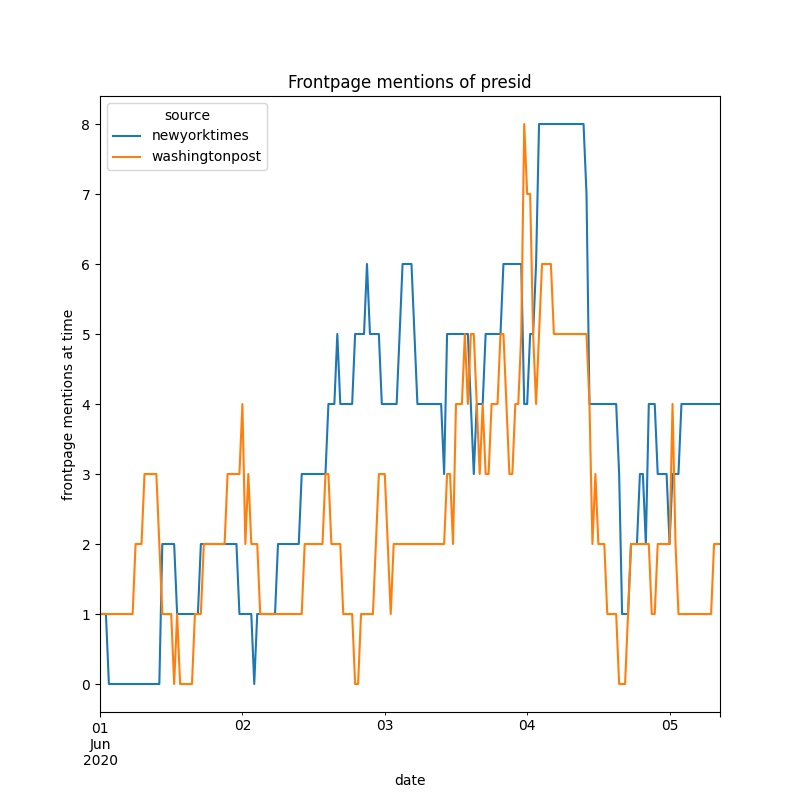 Frontpage mentions of presid
source
newyorktimes
washingtonpost
frontpage mentions at time
8
7
6
5
4
3
2
1
0
01 02 03 04 05
Jun
2020
date